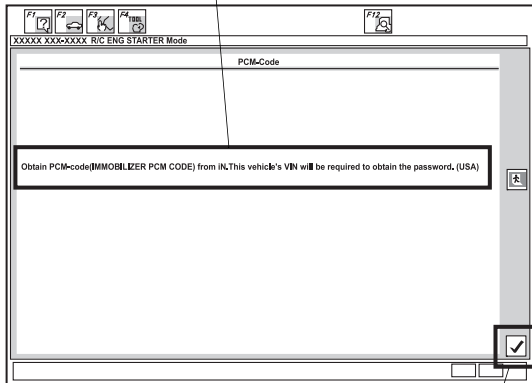 F1 F2 F3 F4 TOOL F12
XXXXX XXX-XXXX R/C ENG STARTER Mode
PCM-Code
Obtain PCM-code(IMMOBILIZER PCM CODE) from iN.This vehicle's VIN will be required to obtain the password. (USA)